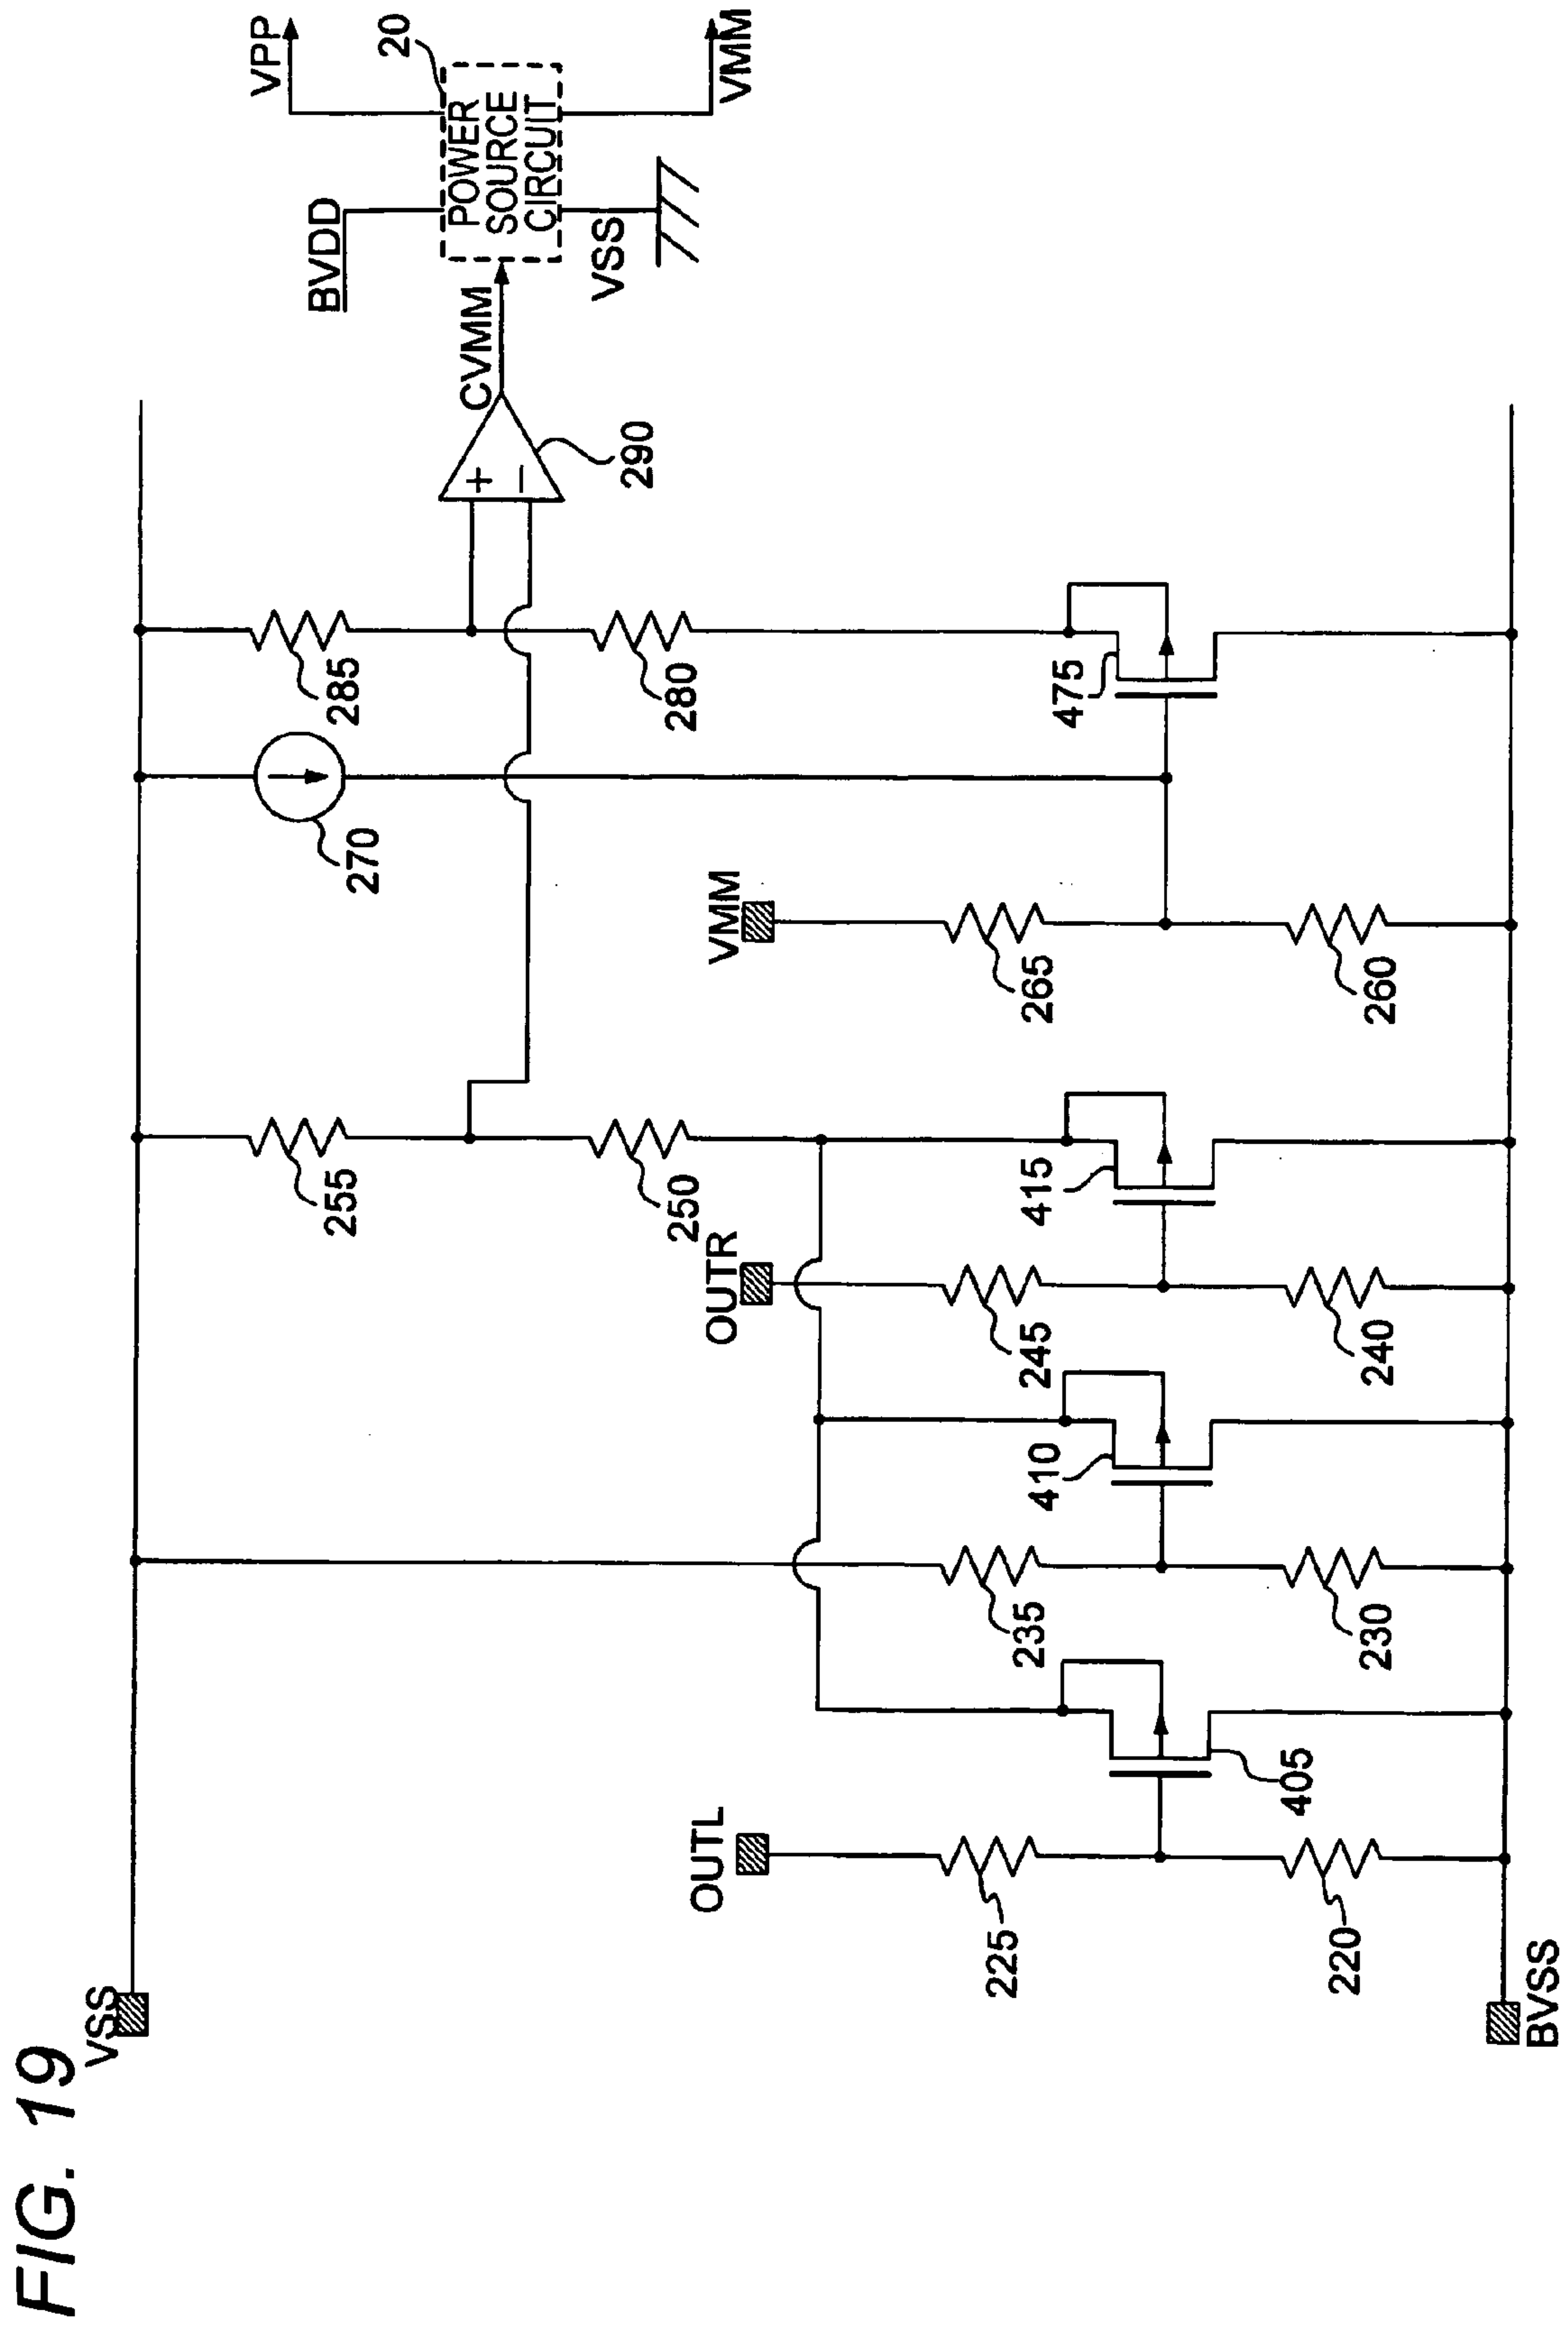 FIG. 19
VSS
BVSS
OUTL
225
220
405
235
230
410
OUTR
245
240
415
255
250
VMM
265
260
270
285
280
475
+
−
290
CVMM
BVDD
VSS
POWER
SOURCE
CIRCUIT
20
VPP
VMM